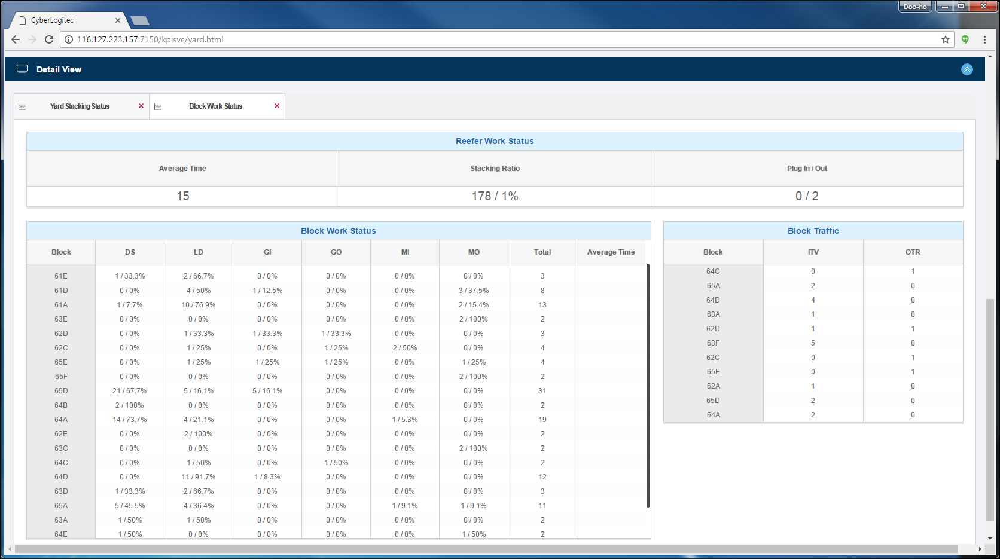 Doo-ho
CyberLogitec
116.127.223.157:7150/kpisvc/yard.html
Detail View
Yard Stacking Status
Block Work Status
Reefer Work Status
Average Time Stacking Ratio Plug In / Out
15 178 / 1% 0 / 2
Block Work Status
Block DS LD GI GO MI MO Total Average Time
61E 1 / 33.3% 2 / 66.7% 0 / 0% 0 / 0% 0 / 0% 0 / 0% 3
61D 0 / 0% 4 / 50% 1 / 12.5% 0 / 0% 0 / 0% 3 / 37.5% 8
61A 1 / 7.7% 10 / 76.9% 0 / 0% 0 / 0% 0 / 0% 2 / 15.4% 13
63E 0 / 0% 0 / 0% 0 / 0% 0 / 0% 0 / 0% 2 / 100% 2
62D 0 / 0% 1 / 33.3% 1 / 33.3% 1 / 33.3% 0 / 0% 0 / 0% 3
62C 0 / 0% 1 / 25% 0 / 0% 1 / 25% 2 / 50% 0 / 0% 4
65E 0 / 0% 1 / 25% 1 / 25% 1 / 25% 0 / 0% 1 / 25% 4
65F 0 / 0% 0 / 0% 0 / 0% 0 / 0% 0 / 0% 2 / 100% 2
65D 21 / 67.7% 5 / 16.1% 5 / 16.1% 0 / 0% 0 / 0% 0 / 0% 31
64B 2 / 100% 0 / 0% 0 / 0% 0 / 0% 0 / 0% 0 / 0% 2
64A 14 / 73.7% 4 / 21.1% 0 / 0% 0 / 0% 1 / 5.3% 0 / 0% 19
62E 0 / 0% 2 / 100% 0 / 0% 0 / 0% 0 / 0% 0 / 0% 2
63C 0 / 0% 0 / 0% 0 / 0% 0 / 0% 0 / 0% 2 / 100% 2
64C 0 / 0% 1 / 50% 0 / 0% 1 / 50% 0 / 0% 0 / 0% 2
64D 0 / 0% 11 / 91.7% 1 / 8.3% 0 / 0% 0 / 0% 0 / 0% 12
63D 1 / 33.3% 2 / 66.7% 0 / 0% 0 / 0% 0 / 0% 0 / 0% 3
65A 5 / 45.5% 4 / 36.4% 0 / 0% 0 / 0% 1 / 9.1% 1 / 9.1% 11
63A 1 / 50% 1 / 50% 0 / 0% 0 / 0% 0 / 0% 0 / 0% 2
64E 1 / 50% 0 / 0% 0 / 0% 0 / 0% 0 / 0% 1 / 50% 2
Block Traffic
Block ITV OTR
64C 0 1
65A 2 0
64D 4 0
63A 1 0
62D 1 1
63F 5 0
62C 0 1
65E 0 1
62A 1 0
65D 2 0
64A 2 0